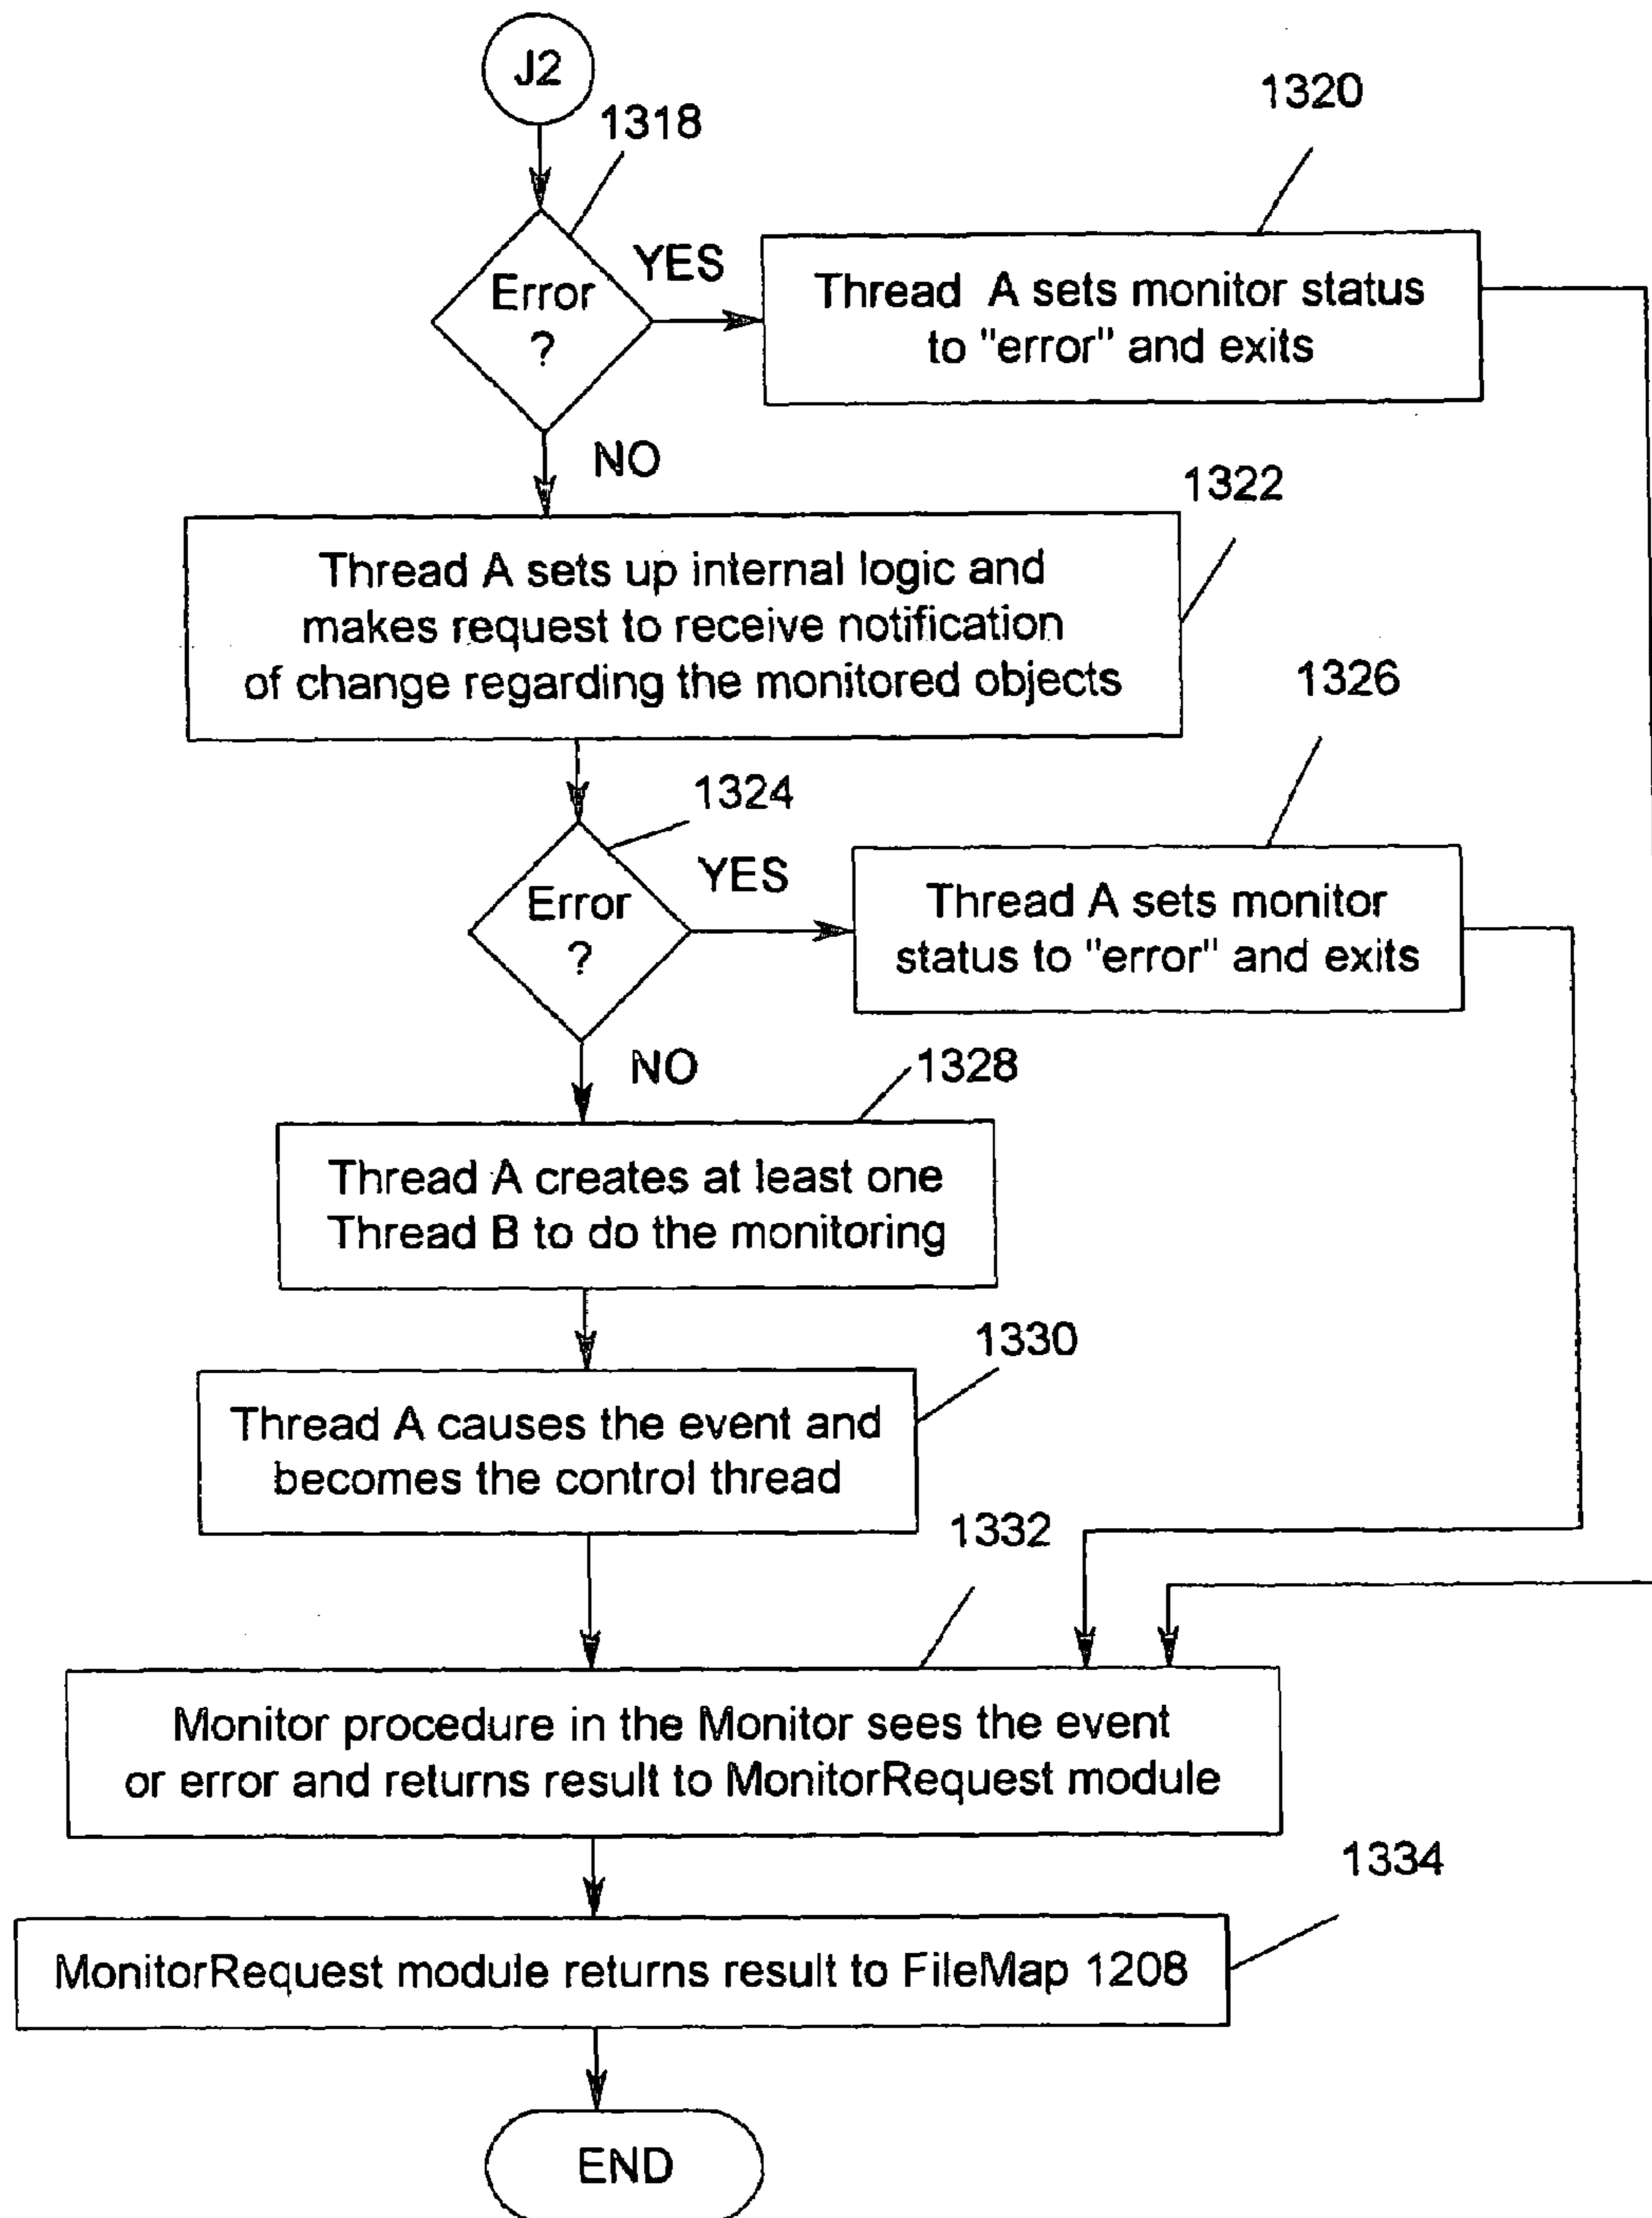 J2
1318
1320
Error
?
YES
Thread A sets monitor status
to "error" and exits
NO
1322
Thread A sets up internal logic and
makes request to receive notification
of change regarding the monitored objects
1326
1324
Error
?
YES
Thread A sets monitor
status to "error" and exits
NO
1328
Thread A creates at least one
Thread B to do the monitoring
1330
Thread A causes the event and
becomes the control thread
1332
Monitor procedure in the Monitor sees the event
or error and returns result to MonitorRequest module
1334
MonitorRequest module returns result to FileMap 1208
END